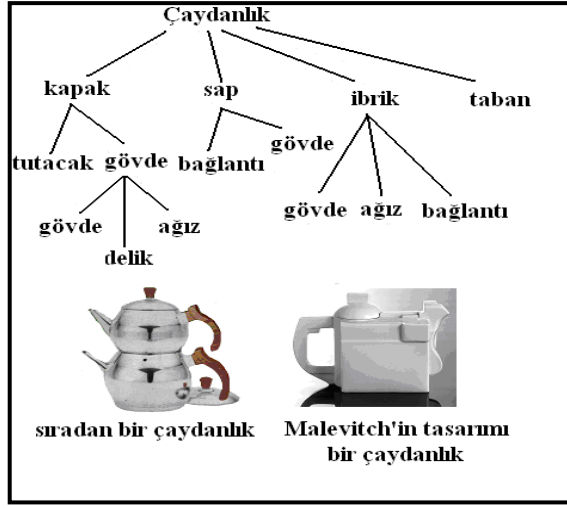 Çaydanlık
kapak sap ibrik taban
tutacak gövde bağlantı gövde
gövde ağız bağlantı
gövde ağız
delik
sıradan bir çaydanlık
Malevitch'in tasarımı
bir çaydanlık